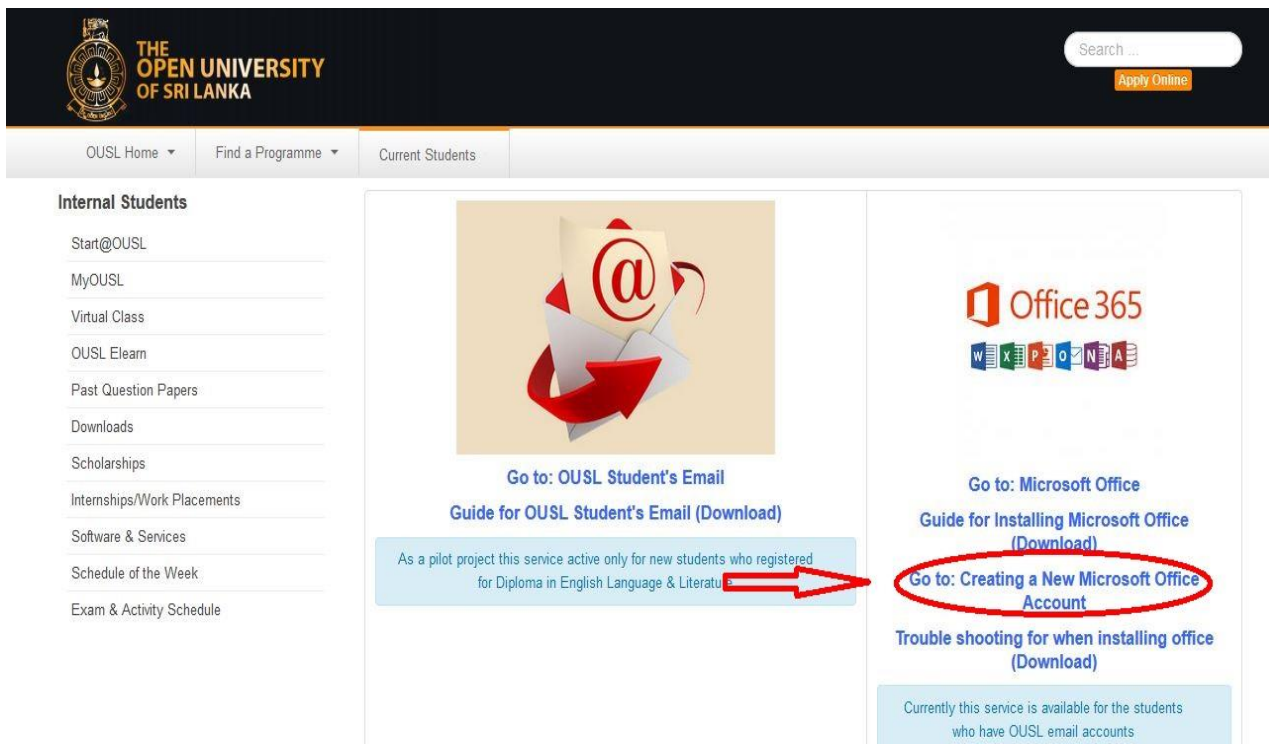 THE
OPEN UNIVERSITY
OF SRI LANKA
Search ...
Apply Online
OUSL Home
Find a Programme
Current Students
Internal Students
Start@OUSL
MyOUSL
Virtual Class
OUSL Elearn
Past Question Papers
Downloads
Scholarships
Internships/Work Placements
Software & Services
Schedule of the Week
Exam & Activity Schedule
@
Go to: OUSL Student's Email
Guide for OUSL Student's Email (Download)
As a pilot project this service active only for new students who registered
for Diploma in English Language & Literature
Office 365
W X P O N A
Go to: Microsoft Office
Guide for Installing Microsoft Office
(Download)
Go to: Creating a New Microsoft Office
Account
Trouble shooting for when installing office
(Download)
Currently this service is available for the students
who have OUSL email accounts